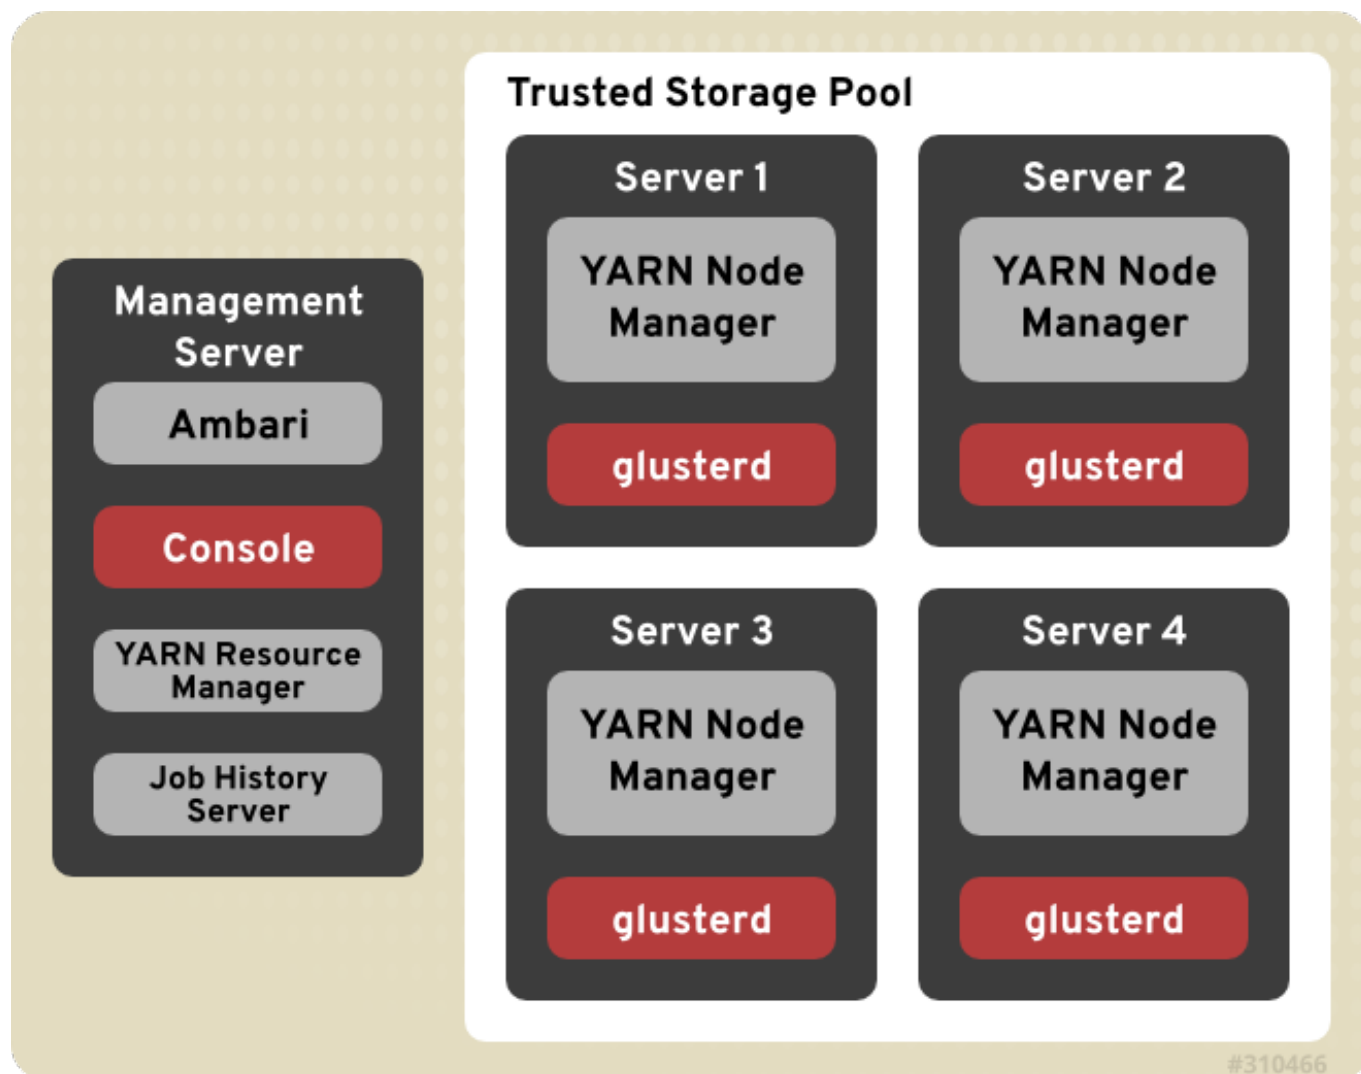 Management
Server
Ambari
Console
YARN Resource
Manager
Job History
Server
Trusted Storage Pool
Server 1
YARN Node
Manager
glusterd
Server 2
YARN Node
Manager
glusterd
Server 3
YARN Node
Manager
glusterd
Server 4
YARN Node
Manager
glusterd
#310466